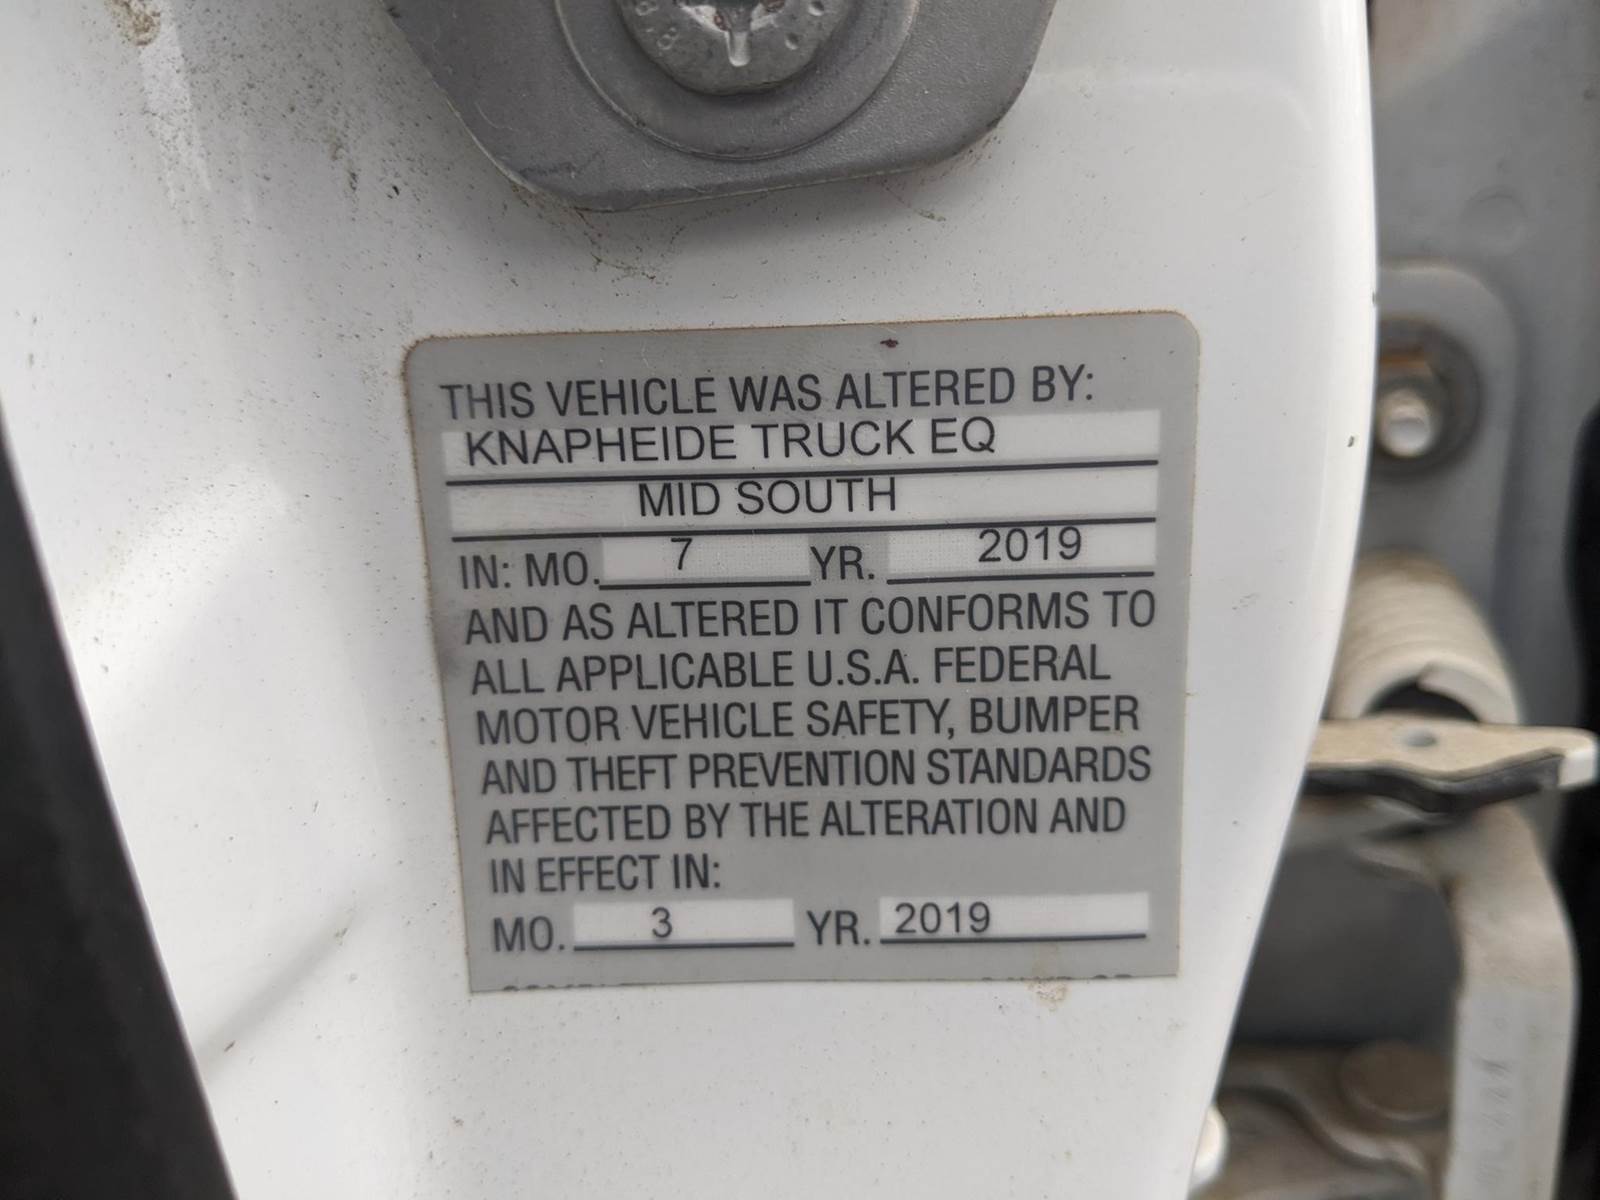 8.8
THIS VEHICLE WAS ALTERED BY:
KNAPHEIDE TRUCK EQ
MID SOUTH
IN: MO. 7 YR. 2019
AND AS ALTERED IT CONFORMS TO
ALL APPLICABLE U.S.A. FEDERAL
MOTOR VEHICLE SAFETY, BUMPER
AND THEFT PREVENTION STANDARDS
AFFECTED BY THE ALTERATION AND
IN EFFECT IN:
MO. 3 YR. 2019